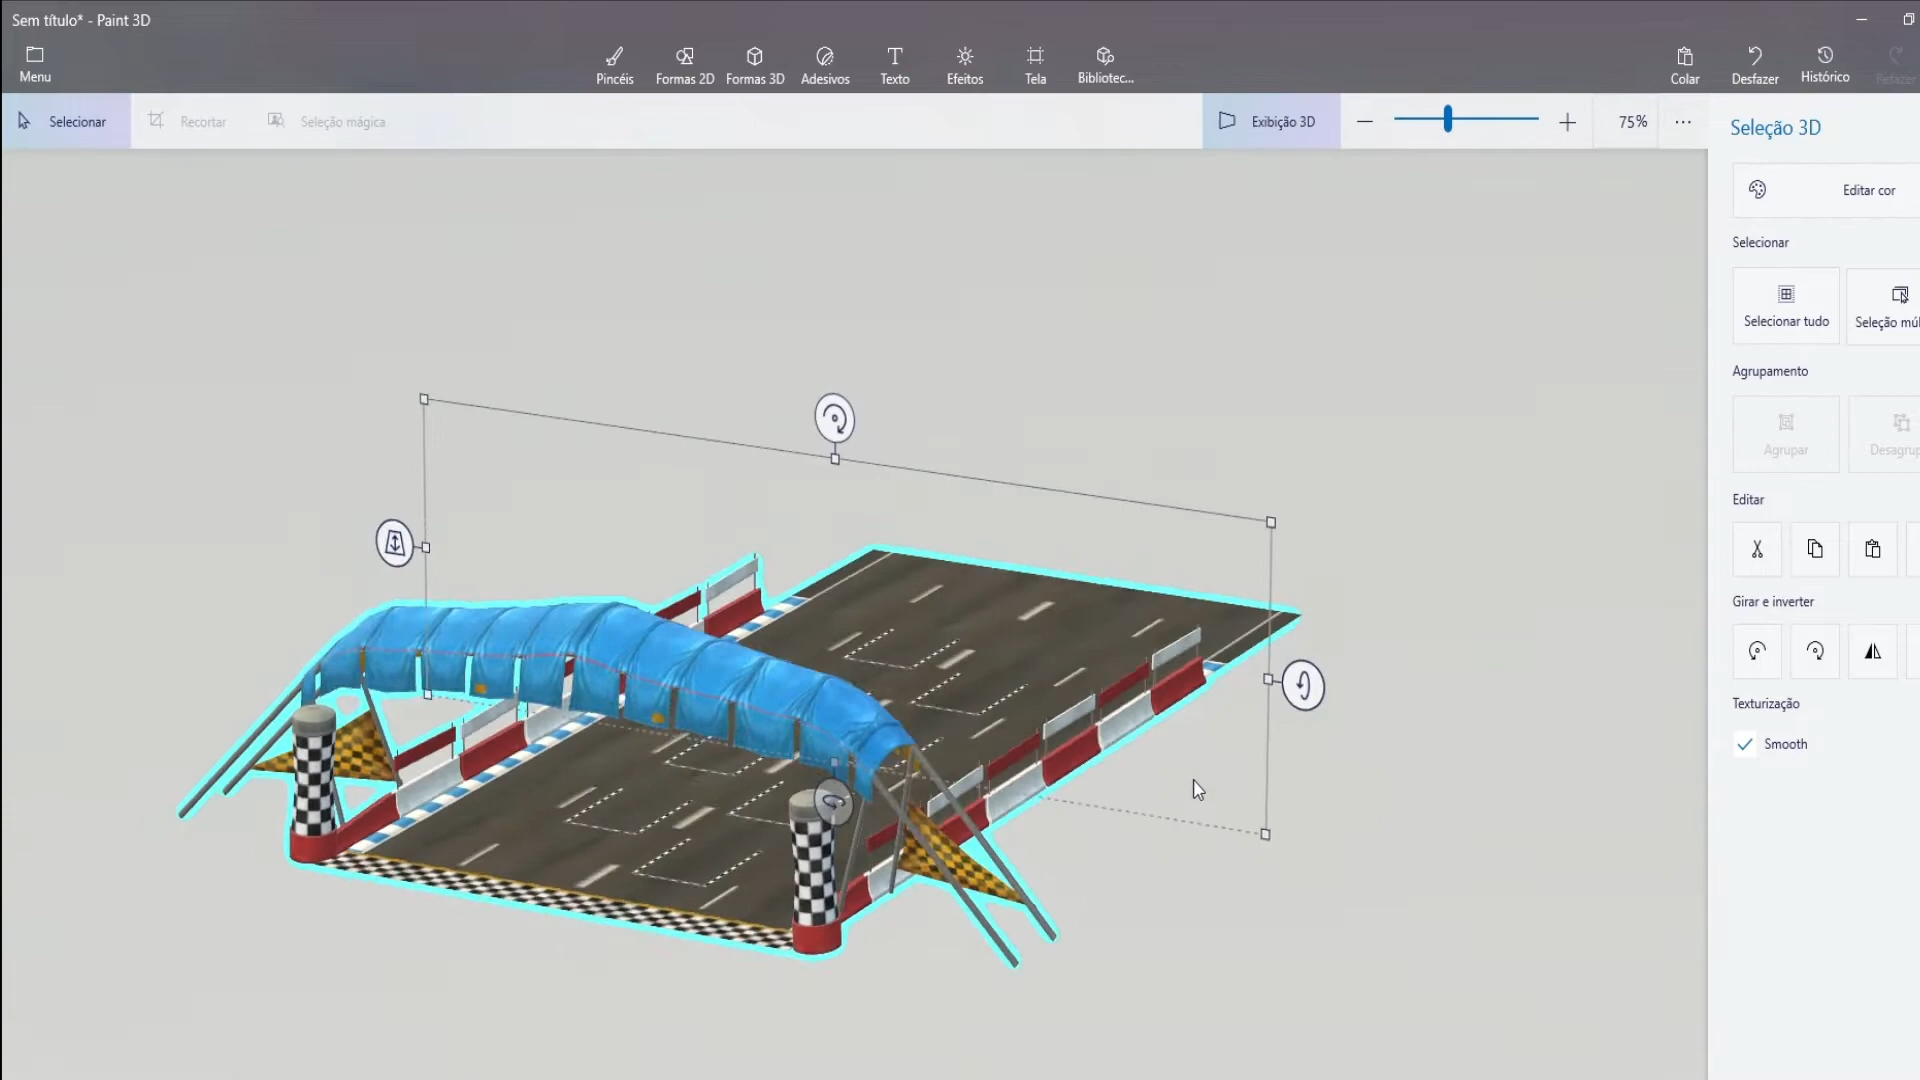 Sem título* - Paint 3D
Menu
Pincéis
Formas 2D
Formas 3D
Adesivos
Texto
Efeitos
Tela
Bibliotec...
Colar
Desfazer
Histórico
Refazer
Selecionar
Recortar
Seleção mágica
Exibição 3D
75%
Seleção 3D
Editar cor
Selecionar
Selecionar tudo
Seleção múl
Agrupamento
Agrupar
Desagrup
Editar
Girar e inverter
Texturização
Smooth